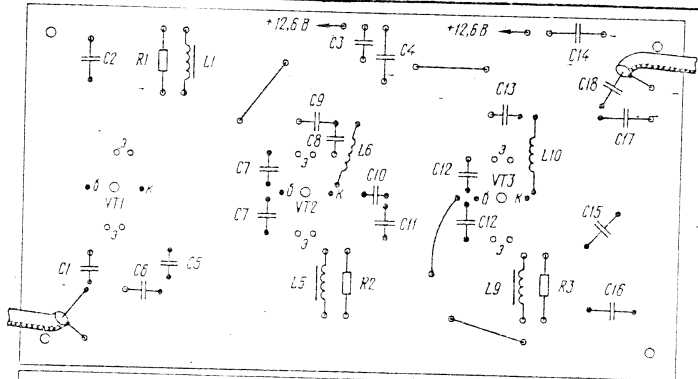 +12,6 В
C3
C4
+12,6 В
C14
C2
R1
L1
C18
C13
C17
C9
C8
L6
L10
Э
Э
C7
C12
C10
б
К
VT1
б
К
VT2
б
К
VT3
C7
C11
C12
C15
Э
Э
Э
C1
C6
C5
L5
R2
L9
R3
C16
Э